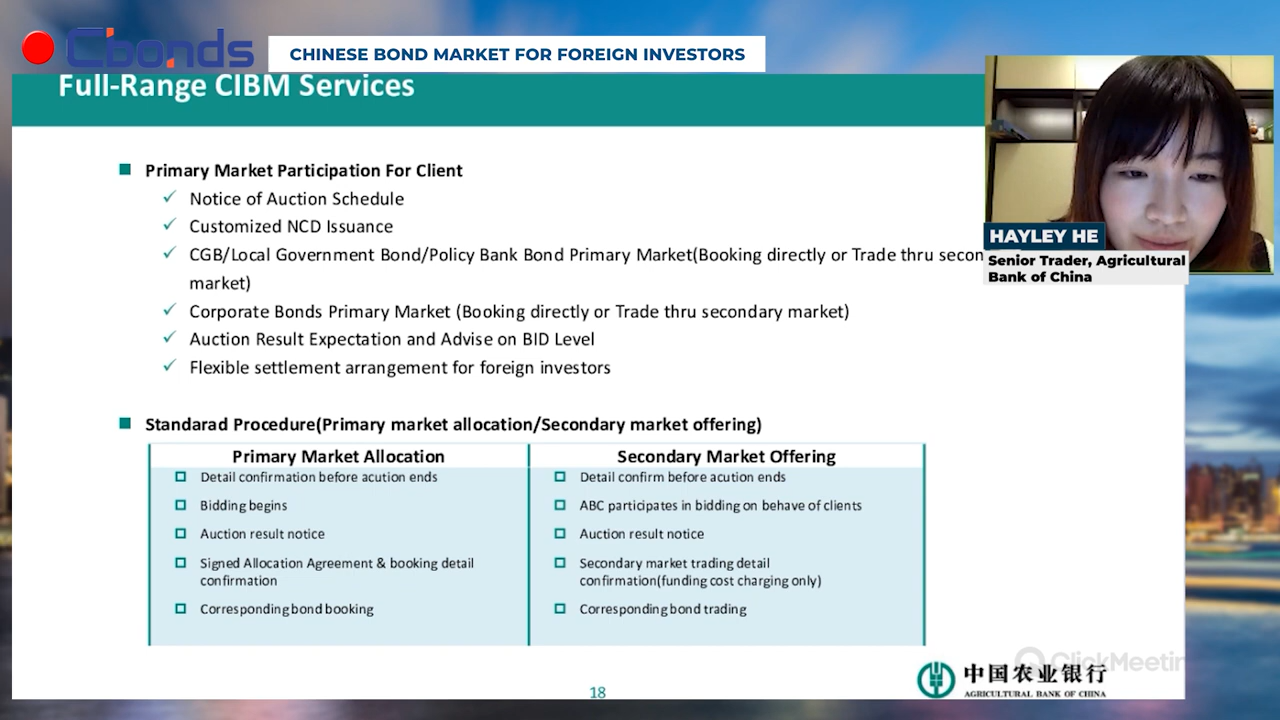 Cbonds
CHINESE BOND MARKET FOR FOREIGN INVESTORS
Full-Range CIBM Services
HAYLEY HE
Senior Trader, Agricultural
Bank of China
Primary Market Participation For Client
Notice of Auction Schedule
Customized NCD Issuance
CGB/Local Government Bond/Policy Bank Bond Primary Market(Booking directly or Trade thru secon
market)
Corporate Bonds Primary Market (Booking directly or Trade thru secondary market)
Auction Result Expectation and Advise on BID Level
Flexible settlement arrangement for foreign investors
Standarad Procedure(Primary market allocation/Secondary market offering)
Primary Market Allocation
Detail confirmation before acution ends
Bidding begins
Auction result notice
Signed Allocation Agreement & booking detail
confirmation
Corresponding bond booking
Secondary Market Offering
Detail confirm before acution ends
ABC participates in bidding on behave of clients
Auction result notice
Secondary market trading detail
confirmation(funding cost charging only)
Corresponding bond trading
ClickMeetin
中国农业银行
AGRICULTURAL BANK OF CHINA
18